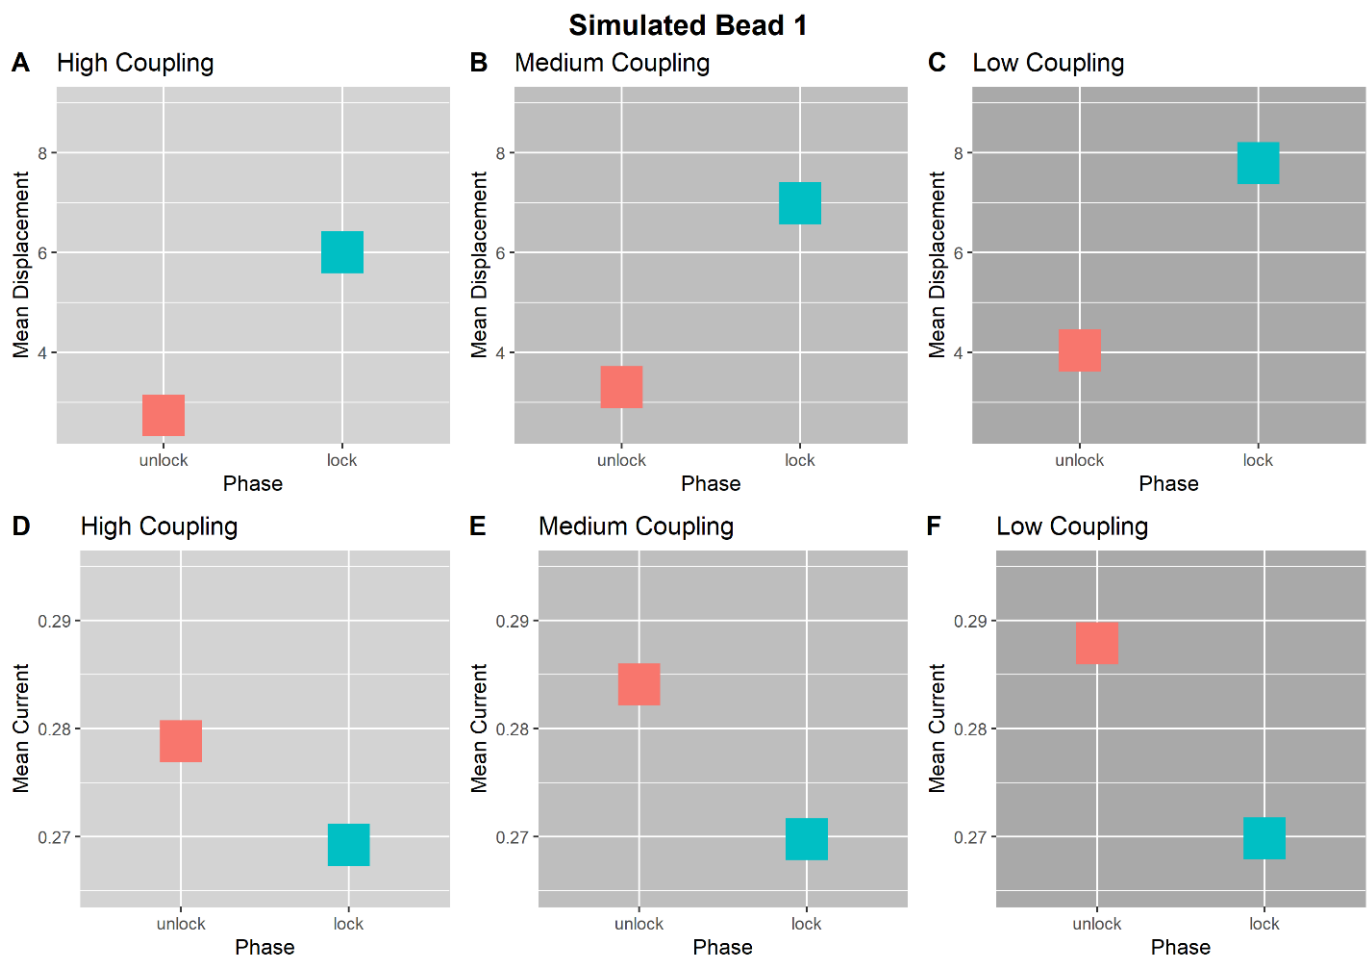 Simulated Bead 1
A High Coupling
B Medium Coupling
C Low Coupling
Mean Displacement
8
6
4
unlock lock
Phase
Mean Displacement
8
6
4
unlock lock
Phase
Mean Displacement
8
6
4
unlock lock
Phase
D High Coupling
E Medium Coupling
F Low Coupling
Mean Current
0.29
0.28
0.27
unlock lock
Phase
Mean Current
0.29
0.28
0.27
unlock lock
Phase
Mean Current
0.29
0.28
0.27
unlock lock
Phase